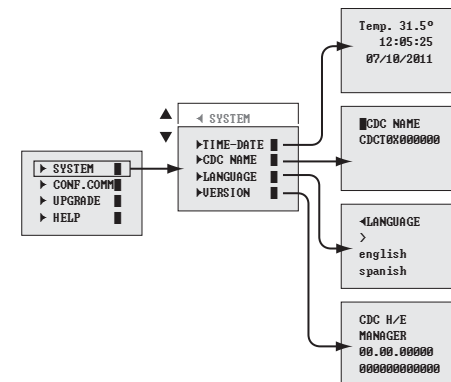 SYSTEM
CONF.COMM
UPGRADE
HELP
SYSTEM
TIME-DATE
CDC NAME
LANGUAGE
VERSION
Temp. 31.5º
12:05:25
07/10/2011
CDC NAME
CDCT0X000000
LANGUAGE
>
english
spanish
CDC H/E
MANAGER
00.00.00000
000000000000